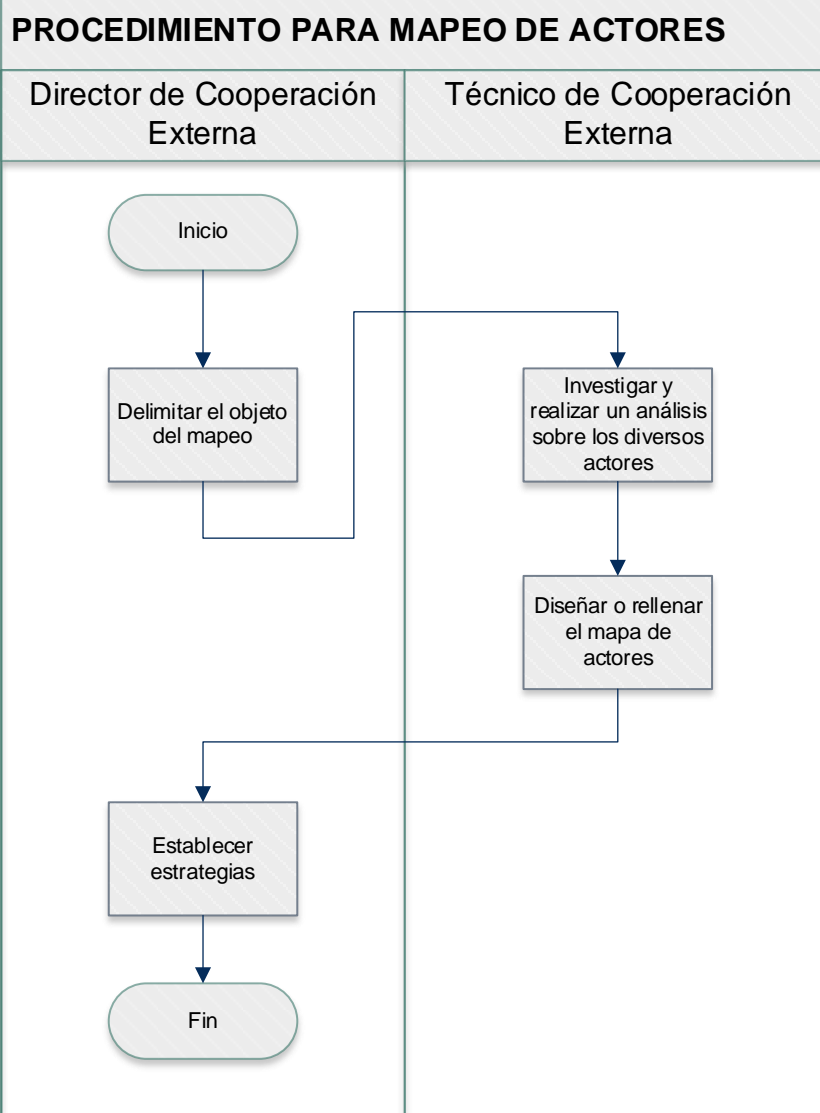 PROCEDIMIENTO PARA MAPEO DE ACTORES
Director de Cooperación
Externa
Técnico de Cooperación
Externa
Inicio
Delimitar el objeto
del mapeo
Investigar y
realizar un análisis
sobre los diversos
actores
Diseñar o rellenar
el mapa de
actores
Establecer
estrategias
Fin